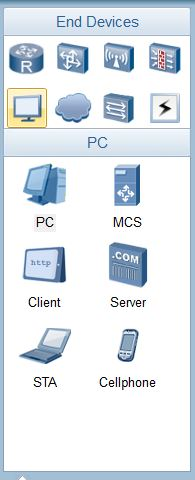 End Devices
R
PC
PC
MCS
http
.COM
Client
Server
STA
Cellphone